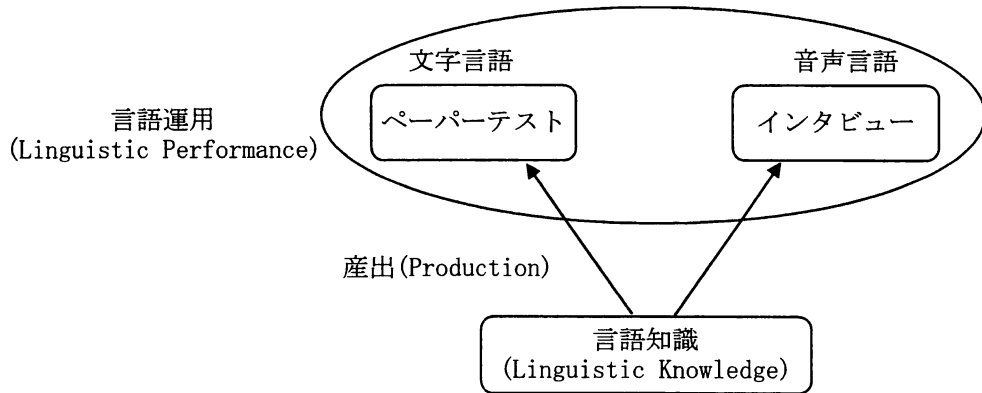 文字言語
音声言語
ペーパーテスト
インタビュー
言語運用
(Linguistic Performance)
産出(Production)
言語知識
(Linguistic Knowledge)